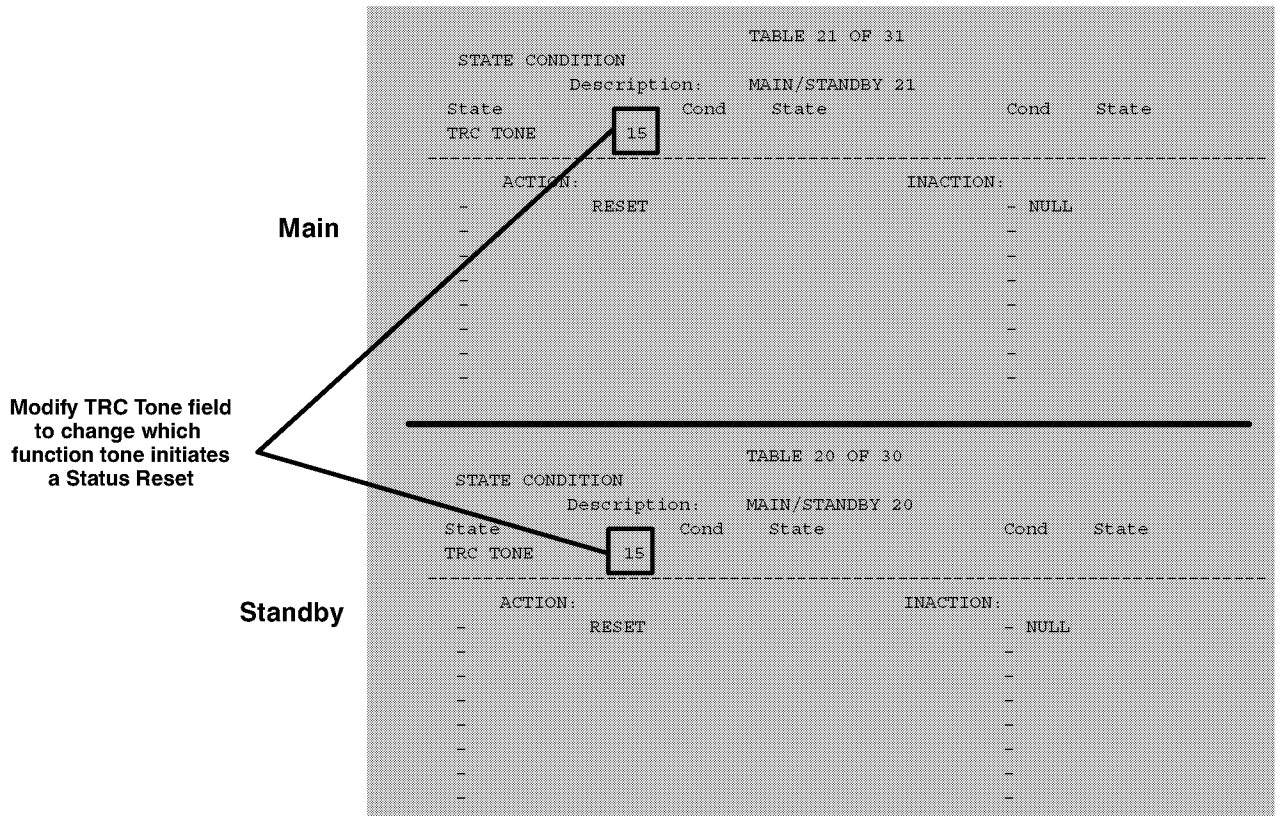 TABLE 21 OF 31
STATE CONDITION
Description: MAIN/STANDBY 21
State Cond State Cond State
TRC TONE 15
ACTION: INACTION:
- RESET - NULL
- -
- -
- -
- -
- -
- -
- -
Main
Modify TRC Tone field
to change which
function tone initiates
a Status Reset
TABLE 20 OF 30
STATE CONDITION
Description: MAIN/STANDBY 20
State Cond State Cond State
TRC TONE 15
ACTION: INACTION:
- RESET - NULL
- -
- -
- -
- -
- -
- -
- -
Standby